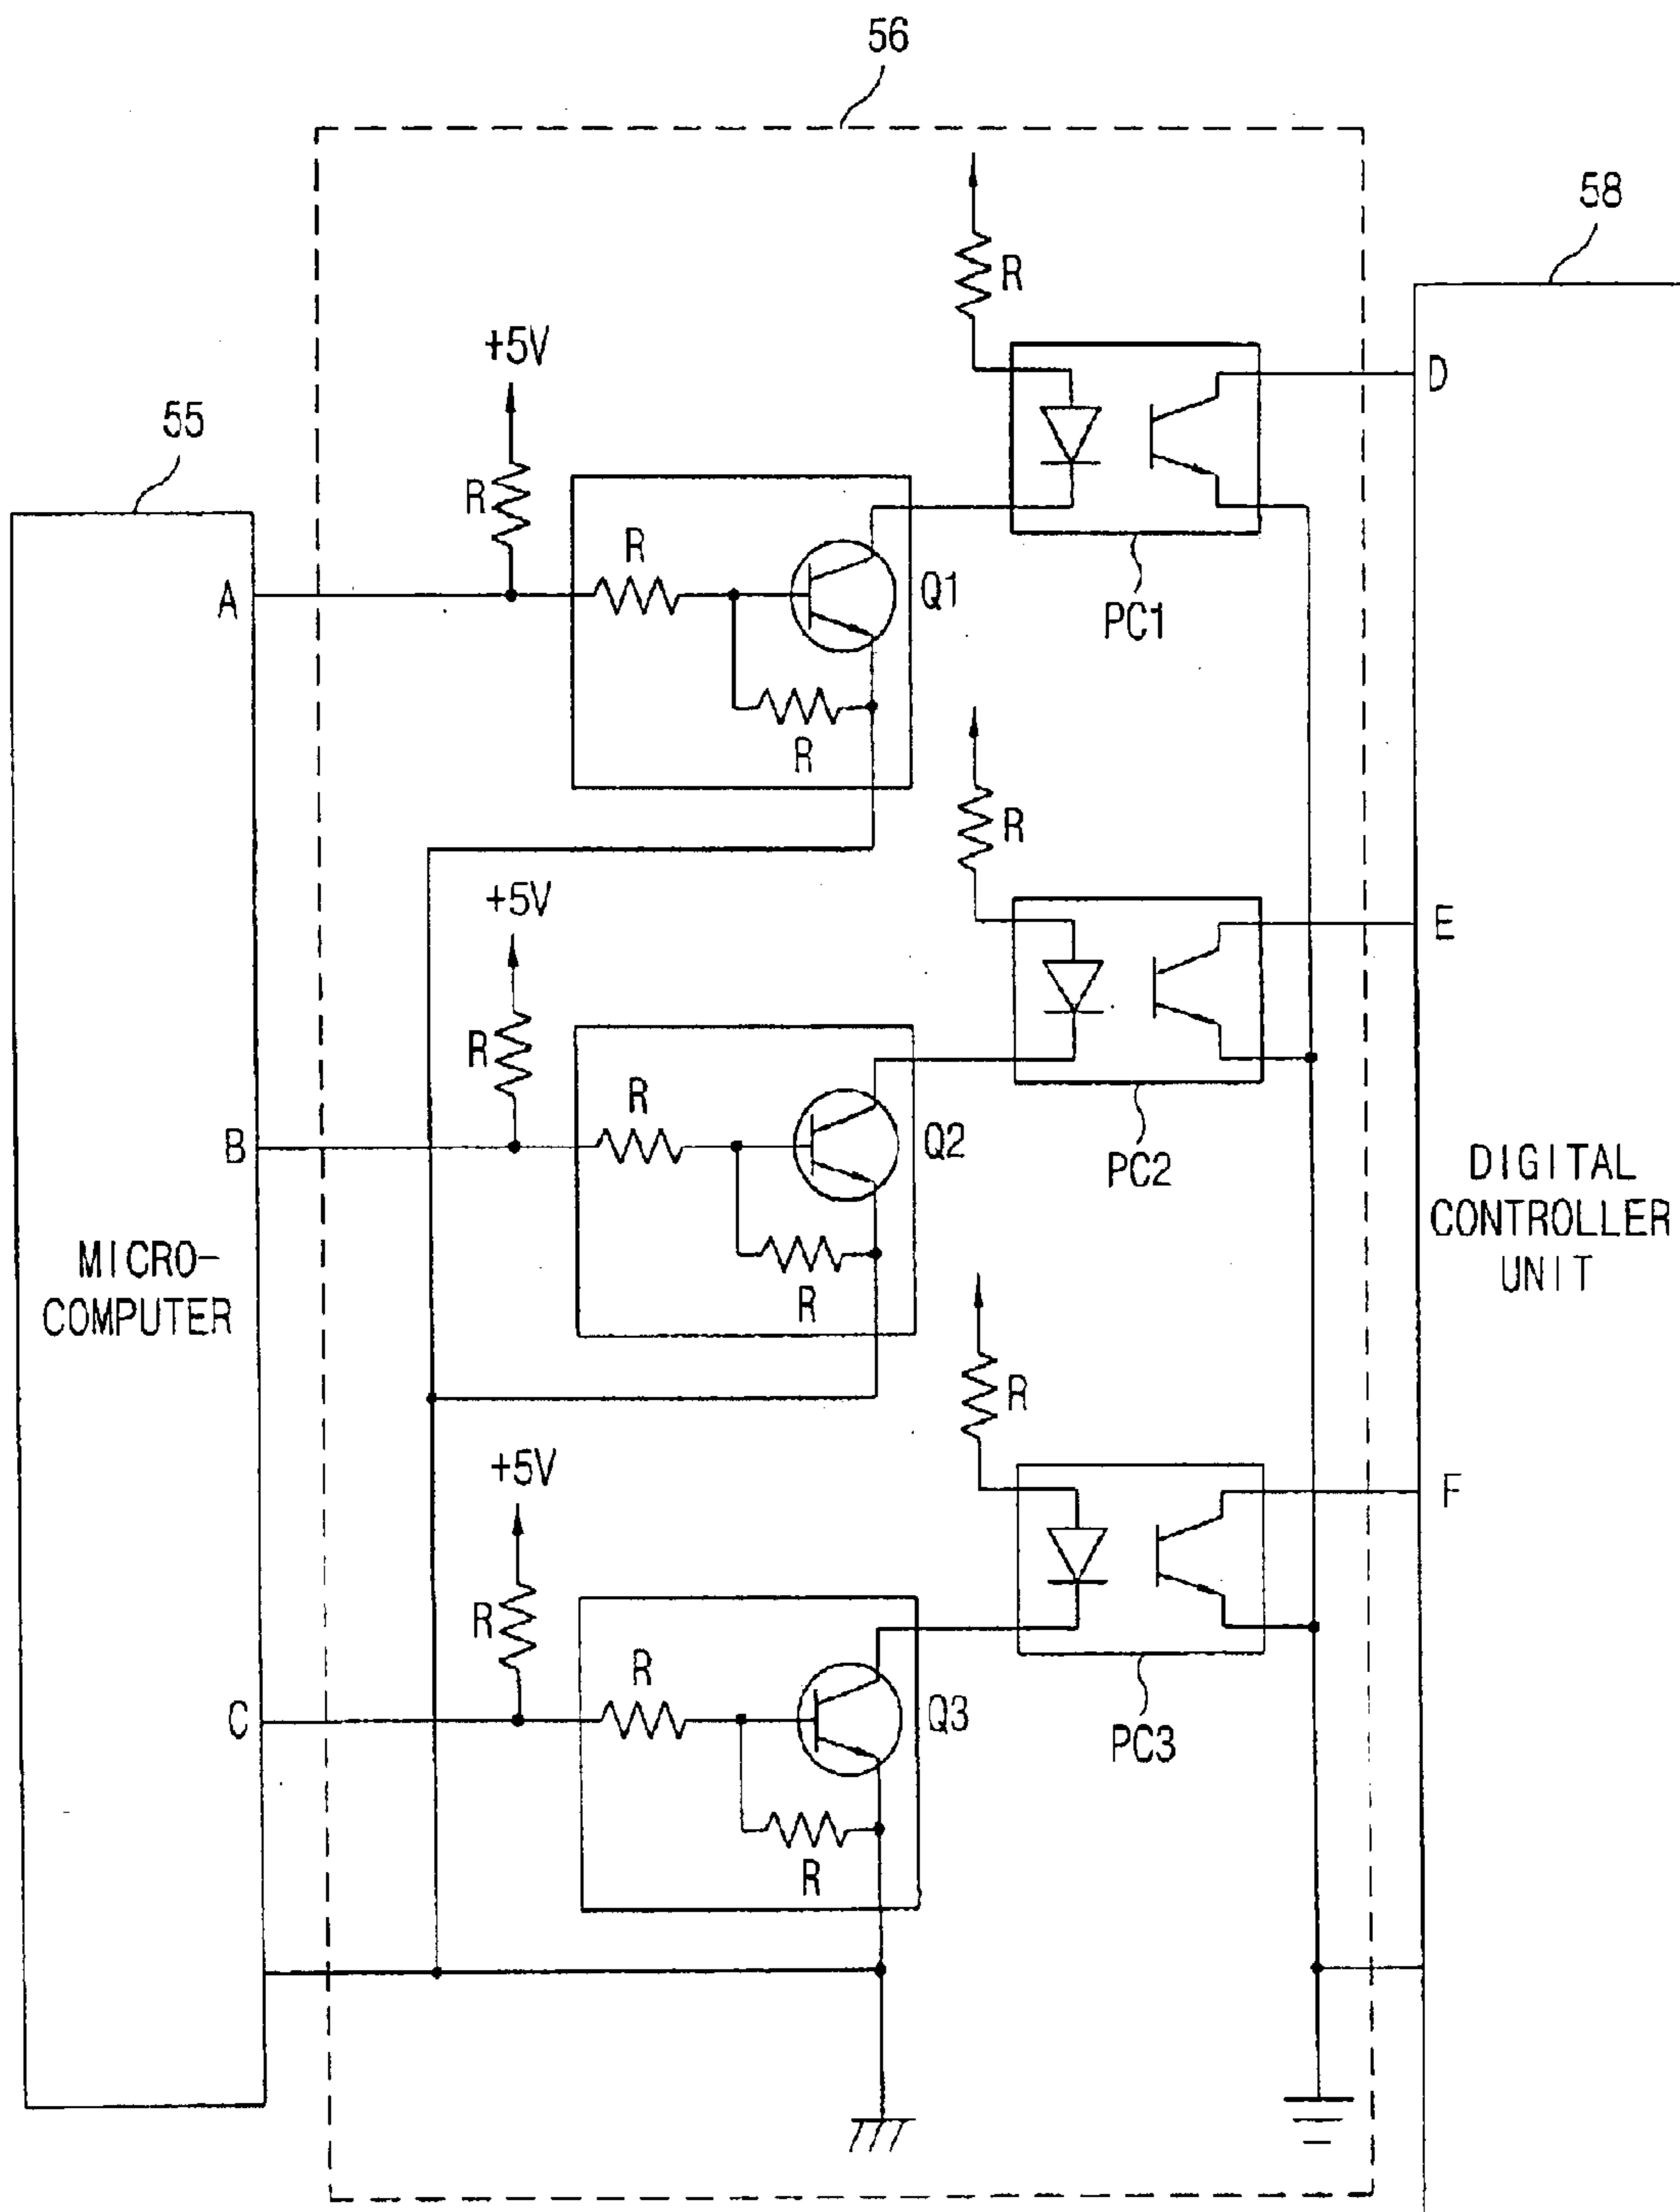 56
58
R
+5V
55
D
R
R
A
Q1
PC1
R
R
+5V
E
R
R
B
Q2
PC2
DIGITAL
CONTROLLER
UNIT
MICRO-
COMPUTER
R
R
+5V
F
R
R
C
Q3
PC3
R